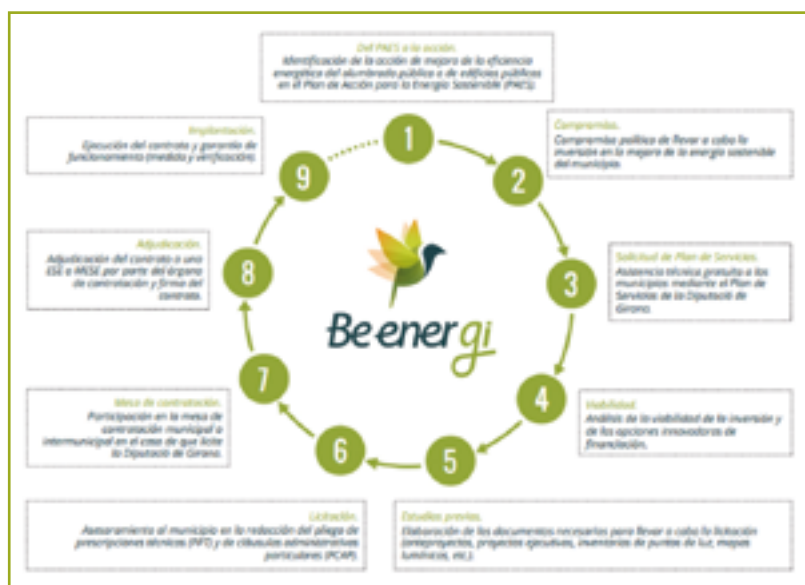 Del PAES a la acción.
Identificación de la acción de mejora de la eficiencia
energética del alumbrado público o de edificios públicos
en el Plan de Acción para la Energía Sostenible (PAES).
1
Compromiso.
Compromiso político de llevar a cabo la
inversión en la mejora de la energía sostenible
del municipio.
2
Solicitud de Plan de Servicios.
Asistencia técnica gratuita a los
municipios mediante el Plan de
Servicios de la Diputació de
Girona.
3
Viabilidad.
Análisis de la viabilidad de la inversión y
de las opciones innovadoras de
financiación.
4
Estudios previos.
Elaboración de los documentos necesarios para llevar a cabo la licitación
(anteproyectos, proyectos ejecutivos, inventarios de puntos de luz, mapas
lumínicos, etc.).
5
Licitación.
Asesoramiento al municipio en la redacción del pliego de
prescripciones técnicas (PPT) y de cláusulas administrativas
particulares (PCAP).
6
Mesa de contratación.
Participación en la mesa de
contratación municipal o
intermunicipal en el caso de que licite
la Diputació de Girona.
7
Adjudicación.
Adjudicación del contrato a una
ESE o MESE por parte del órgano
de contratación y firma del
contrato.
8
Implantación.
Ejecución del contrato y garantía de
funcionamiento (medida y verificación).
9
Beenergi